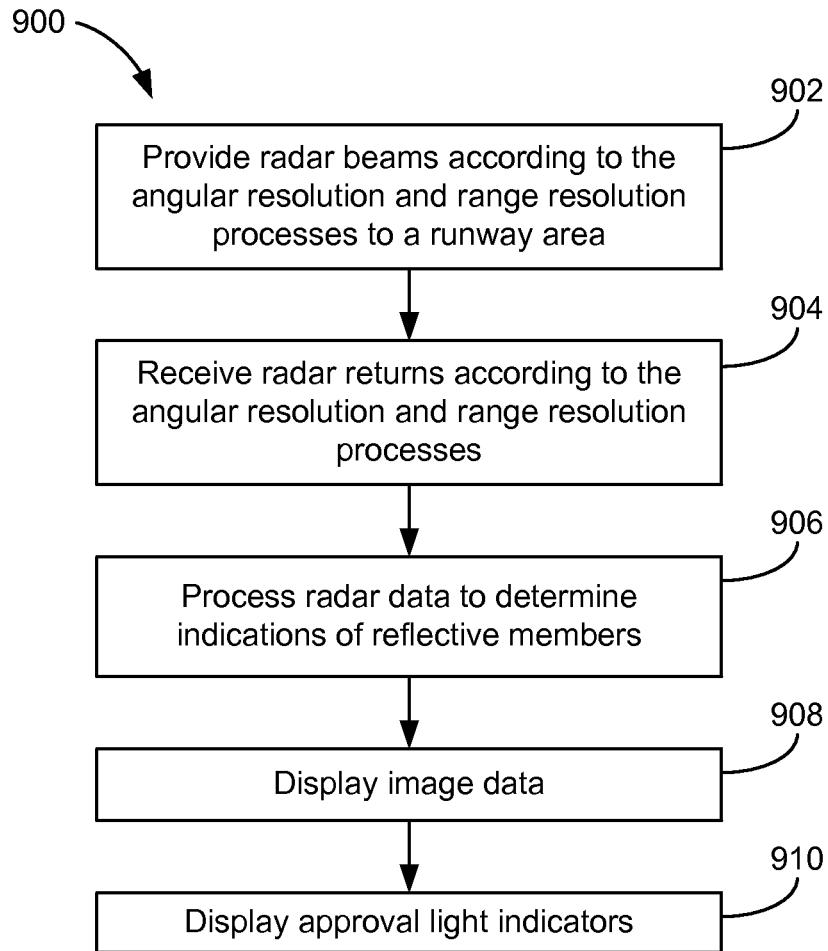 900
902
Provide radar beams according to the
angular resolution and range resolution
processes to a runway area
904
Receive radar returns according to the
angular resolution and range resolution
processes
906
Process radar data to determine
indications of reflective members
908
Display image data
910
Display approval light indicators